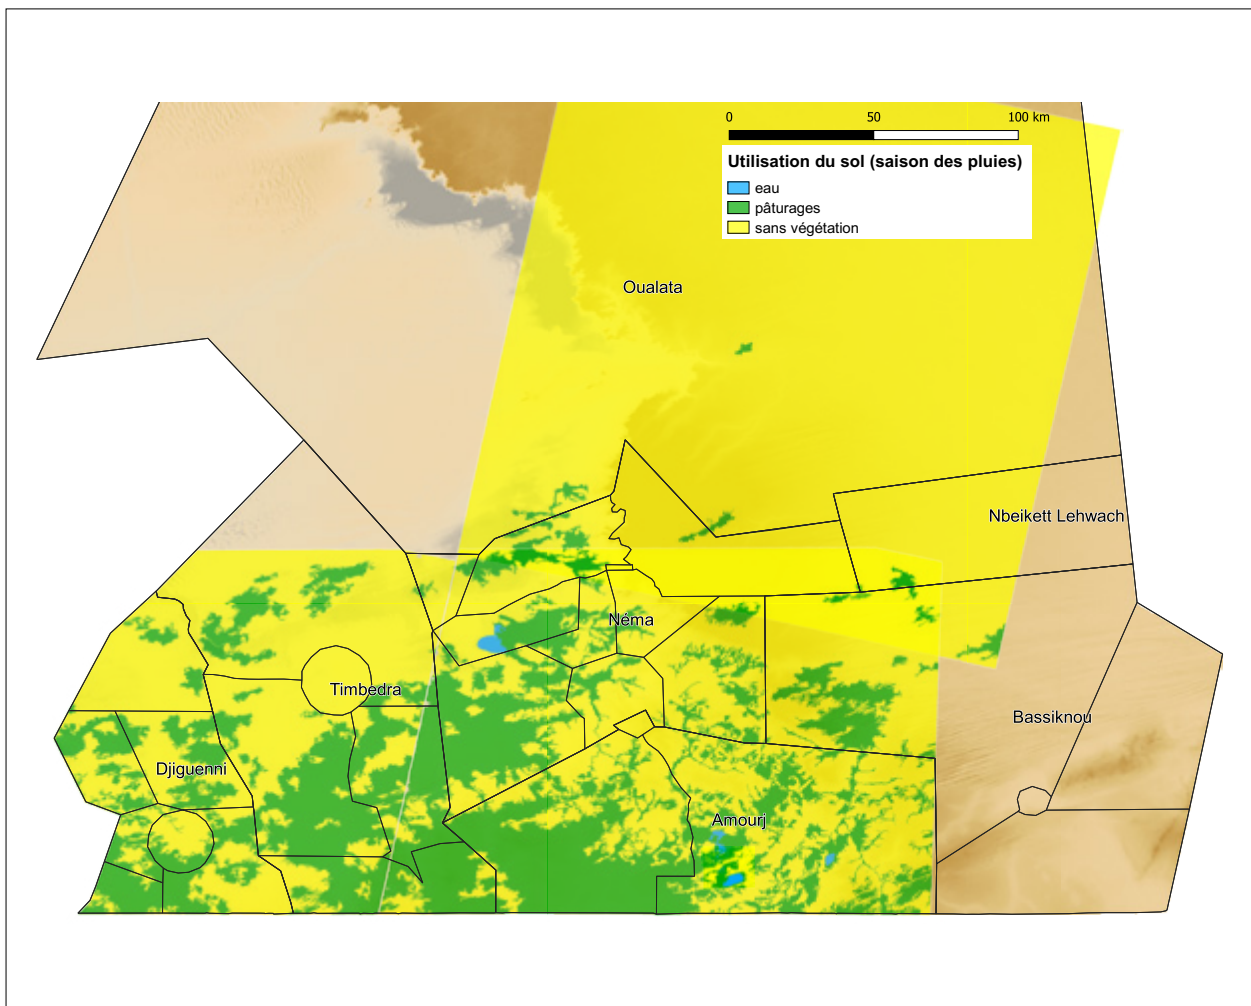 0 50 100 km
Utilisation du sol (saison des pluies)
eau
pâturages
sans végétation
Oualata
Nbeikett Lehwach
Néma
Timbedra
Bassiknou
Djiguenni
Amourj